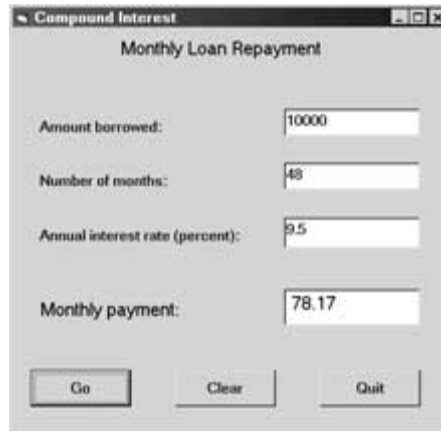 Compound Interest
Monthly Loan Repayment
Amount borrowed: 10000
Number of months: 48
Annual interest rate (percent): 9.5
Monthly payment: 78.17
Go Clear Quit